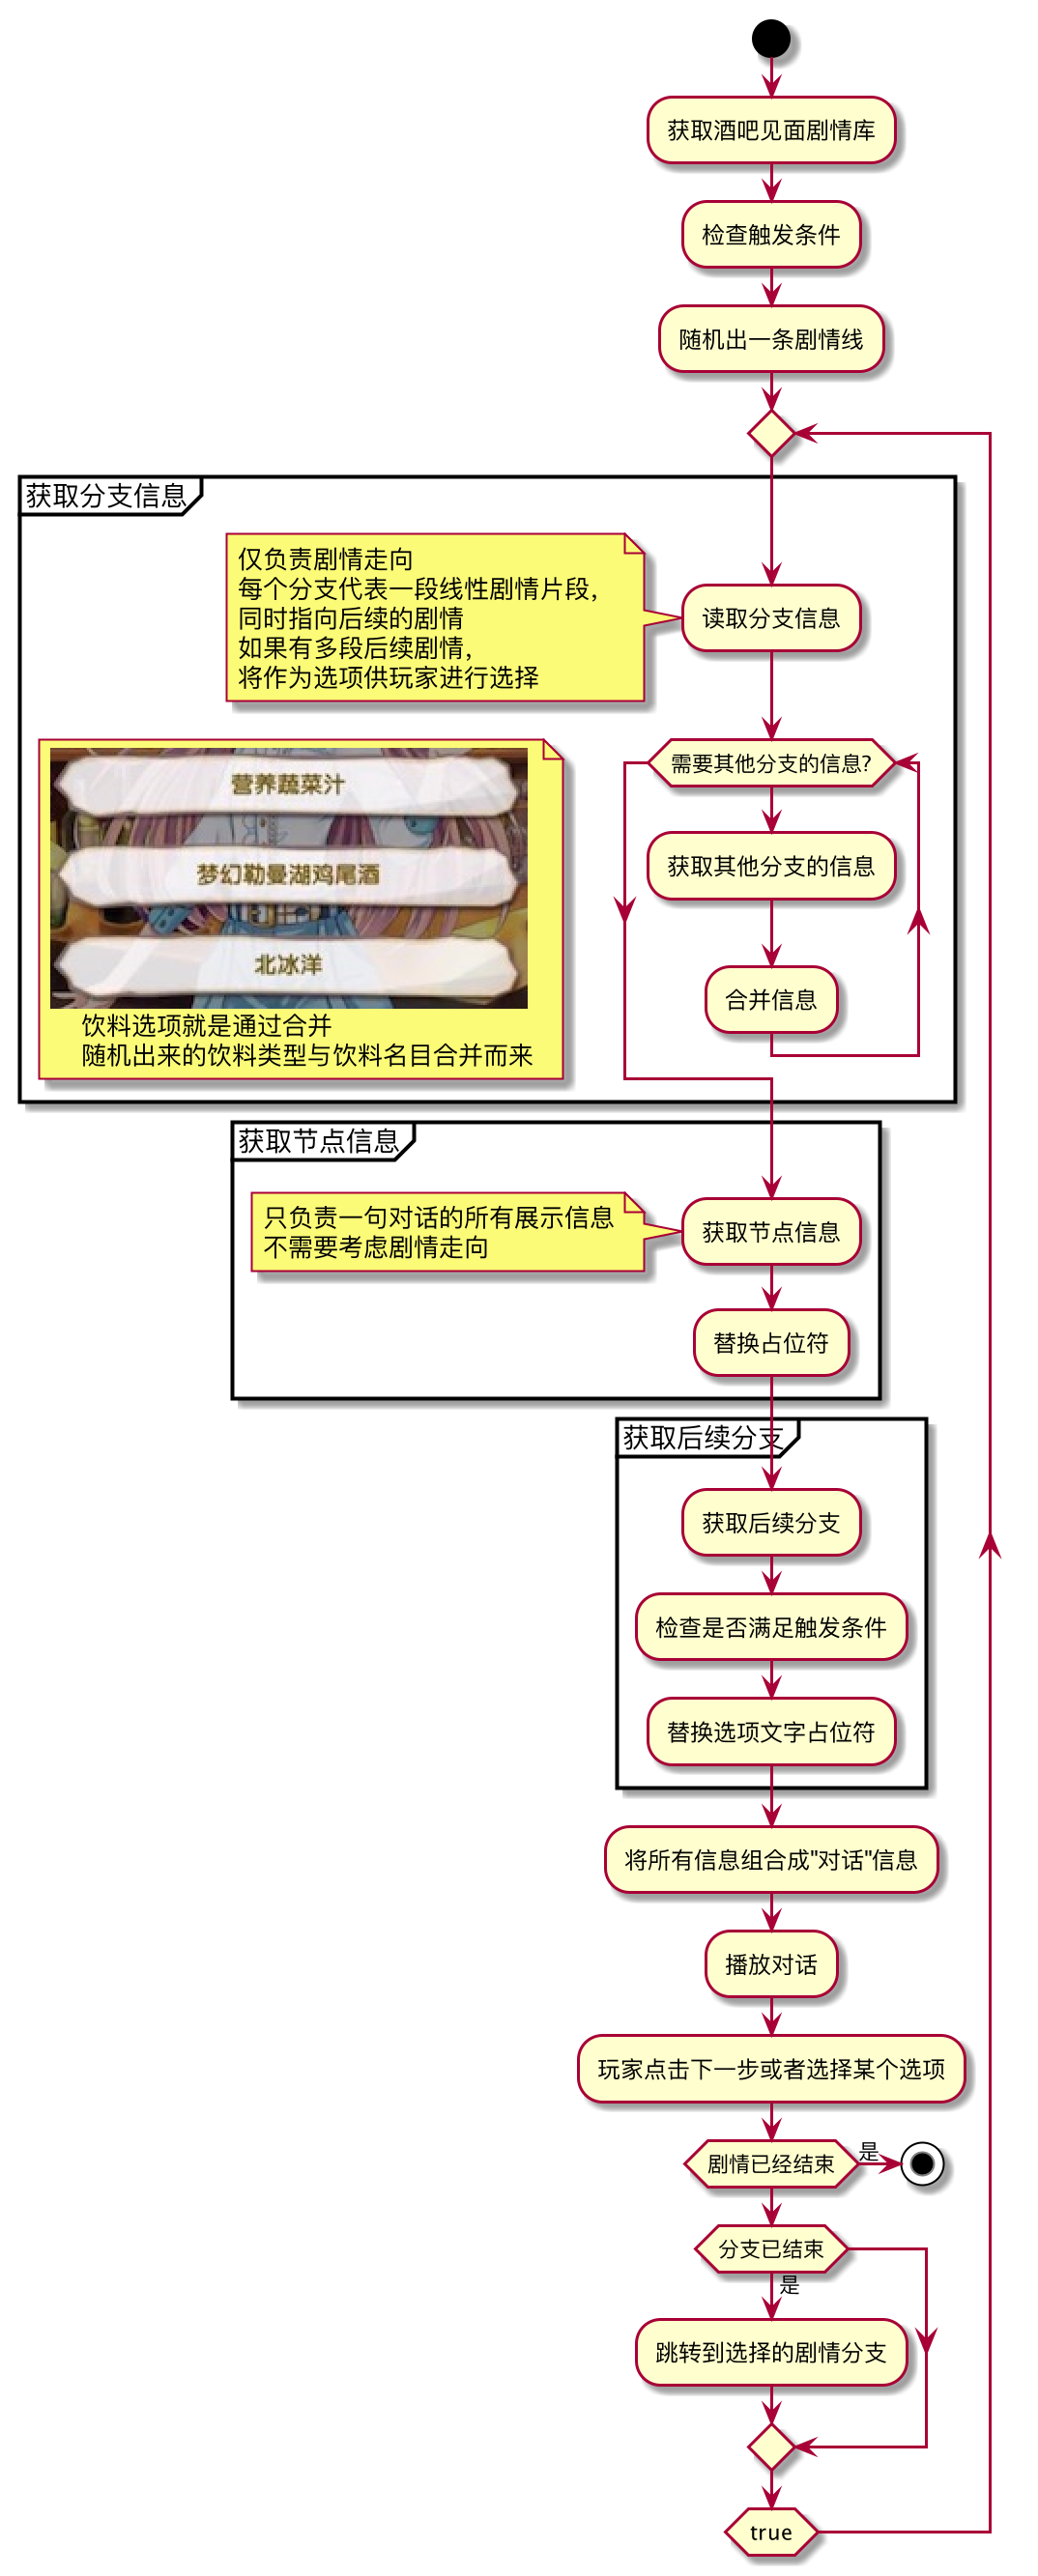 获取酒吧见面剧情库
检查触发条件
随机出一条剧情线
获取分支信息
仅负责剧情走向
每个分支代表一段线性剧情片段，
同时指向后续的剧情
如果有多段后续剧情，
将作为选项供玩家进行选择
读取分支信息
营养蔬菜汁
梦幻勒曼湖鸡尾酒
北冰洋
饮料选项就是通过合并
随机出来的饮料类型与饮料名目合并而来
需要其他分支的信息?
获取其他分支的信息
合并信息
获取节点信息
只负责一句对话的所有展示信息
不需要考虑剧情走向
获取节点信息
替换占位符
获取后续分支
获取后续分支
检查是否满足触发条件
替换选项文字占位符
将所有信息组合成"对话"信息
播放对话
玩家点击下一步或者选择某个选项
剧情已经结束
是
分支已结束
是
跳转到选择的剧情分支
true